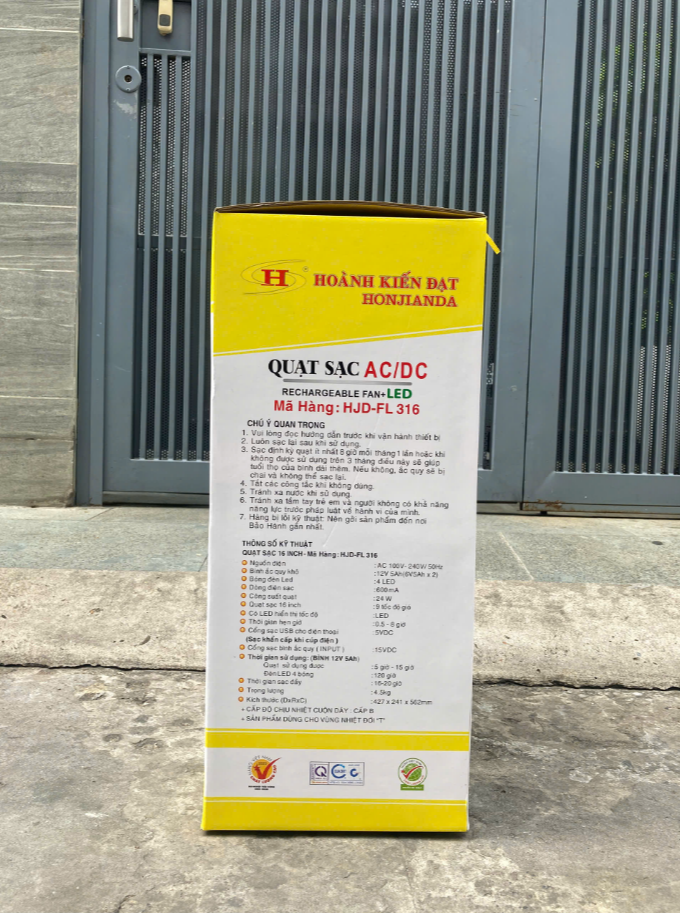 H
HOÀNH KIẾN ĐẠT
HONJIANDA
QUẠT SẠC AC/DC
RECHARGEABLE FAN+LED
Mã Hàng: HJD-FL 316
CHÚ Ý QUAN TRỌNG
1. Vui lòng đọc hướng dẫn trước khi vận hành thiết bị
2. Luôn sạc lại sau khi sử dụng.
3. Sạc định kỳ quạt ít nhất 8 giờ mỗi tháng 1 lần hoặc khi
không được sử dụng trên 3 tháng điều này sẽ giúp
tuổi thọ của bình dài thêm. Nếu không, ắc quy sẽ bị
chai và không thể sạc lại.
4. Tắt các công tắc khi không dùng.
5. Tránh xa nước khi sử dụng.
6. Tránh xa tầm tay trẻ em và người không có khả năng
năng lực trước pháp luật về hành vi của mình.
7. Hàng bị lỗi kỹ thuật: Nên gởi sản phẩm đến nơi
Bảo Hành gần nhất.
THÔNG SỐ KỸ THUẬT
QUẠT SẠC 16 INCH - Mã Hàng: HJD-FL 316
Nguồn điện : AC 100V- 240W 50Hz
Bình ắc quy khô : 12V 5Ah(6V5Ah x 2)
Bóng đèn Led : 4 LED
Dòng điện sạc : 600mA
Công suất quạt : 24 W
Quạt sạc 16 inch : 9 tốc độ gió
Có LED hiển thị tốc độ : LED
Thời gian hẹn giờ : 0.5 - 8 giờ
Cổng sạc USB cho điện thoại : 5VDC
(Sạc khẩn cấp khi cúp điện)
Cổng sạc bình ắc quy ( INPUT ) : 15VDC
Thời gian sử dụng: (BÌNH 12V 5Ah)
Quạt sử dụng được : 5 giờ - 15 giờ
Đèn LED 4 bóng : 120 giờ
Thời gian sạc đầy : 16-20 giờ
Trọng lượng : 4.5kg
Kích thước (DxRxC) : 427 x 241 x 562mm
+ CẤP ĐỘ CHỊU NHIỆT CUỘN DÂY : CẤP B
+ SẢN PHẨM DÙNG CHO VÙNG NHIỆT ĐỚI "T"